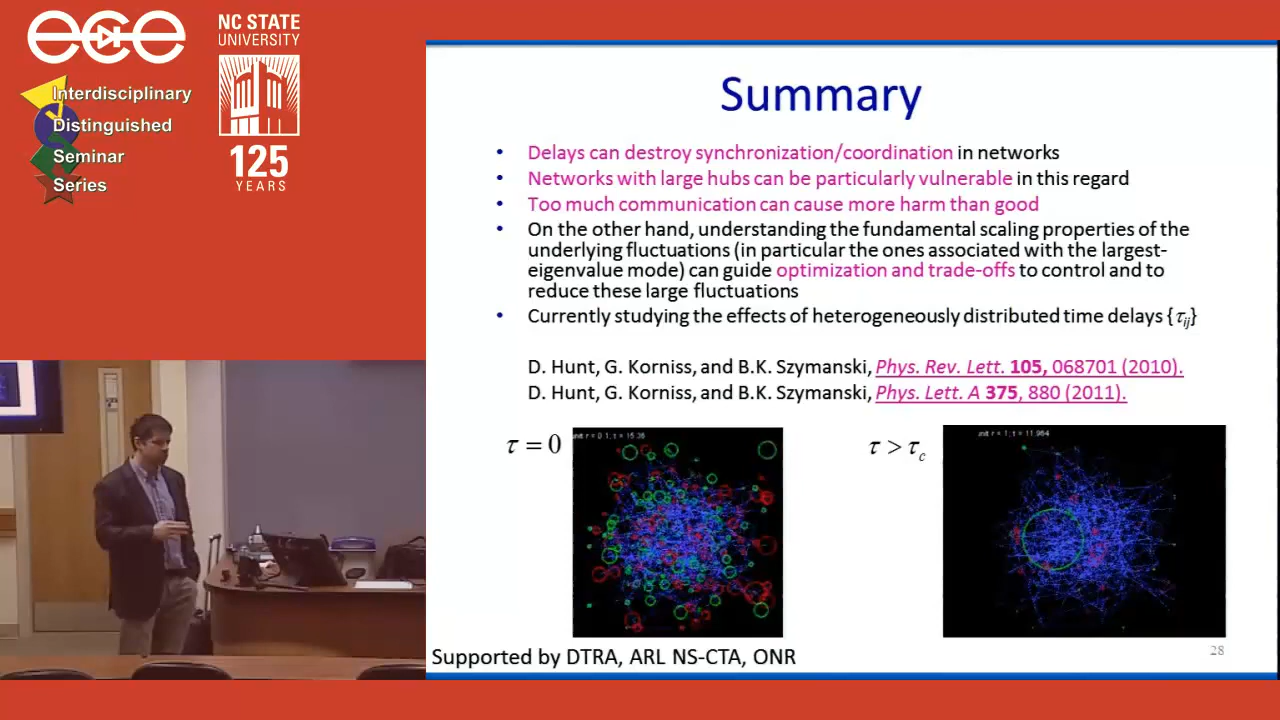 ece
NC STATE
UNIVERSITY
Interdisciplinary
Distinguished
Seminar
Series
125
YEARS
Summary
• Delays can destroy synchronization/coordination in networks
• Networks with large hubs can be particularly vulnerable in this regard
• Too much communication can cause more harm than good
• On the other hand, understanding the fundamental scaling properties of the
underlying fluctuations (in particular the ones associated with the largest-
eigenvalue mode) can guide optimization and trade-offs to control and to
reduce these large fluctuations
• Currently studying the effects of heterogeneously distributed time delays {τij}
D. Hunt, G. Korniss, and B.K. Szymanski, Phys. Rev. Lett. 105, 068701 (2010).
D. Hunt, G. Korniss, and B.K. Szymanski, Phys. Lett. A 375, 880 (2011).
τ = 0
τ > τc
Supported by DTRA, ARL NS-CTA, ONR
28